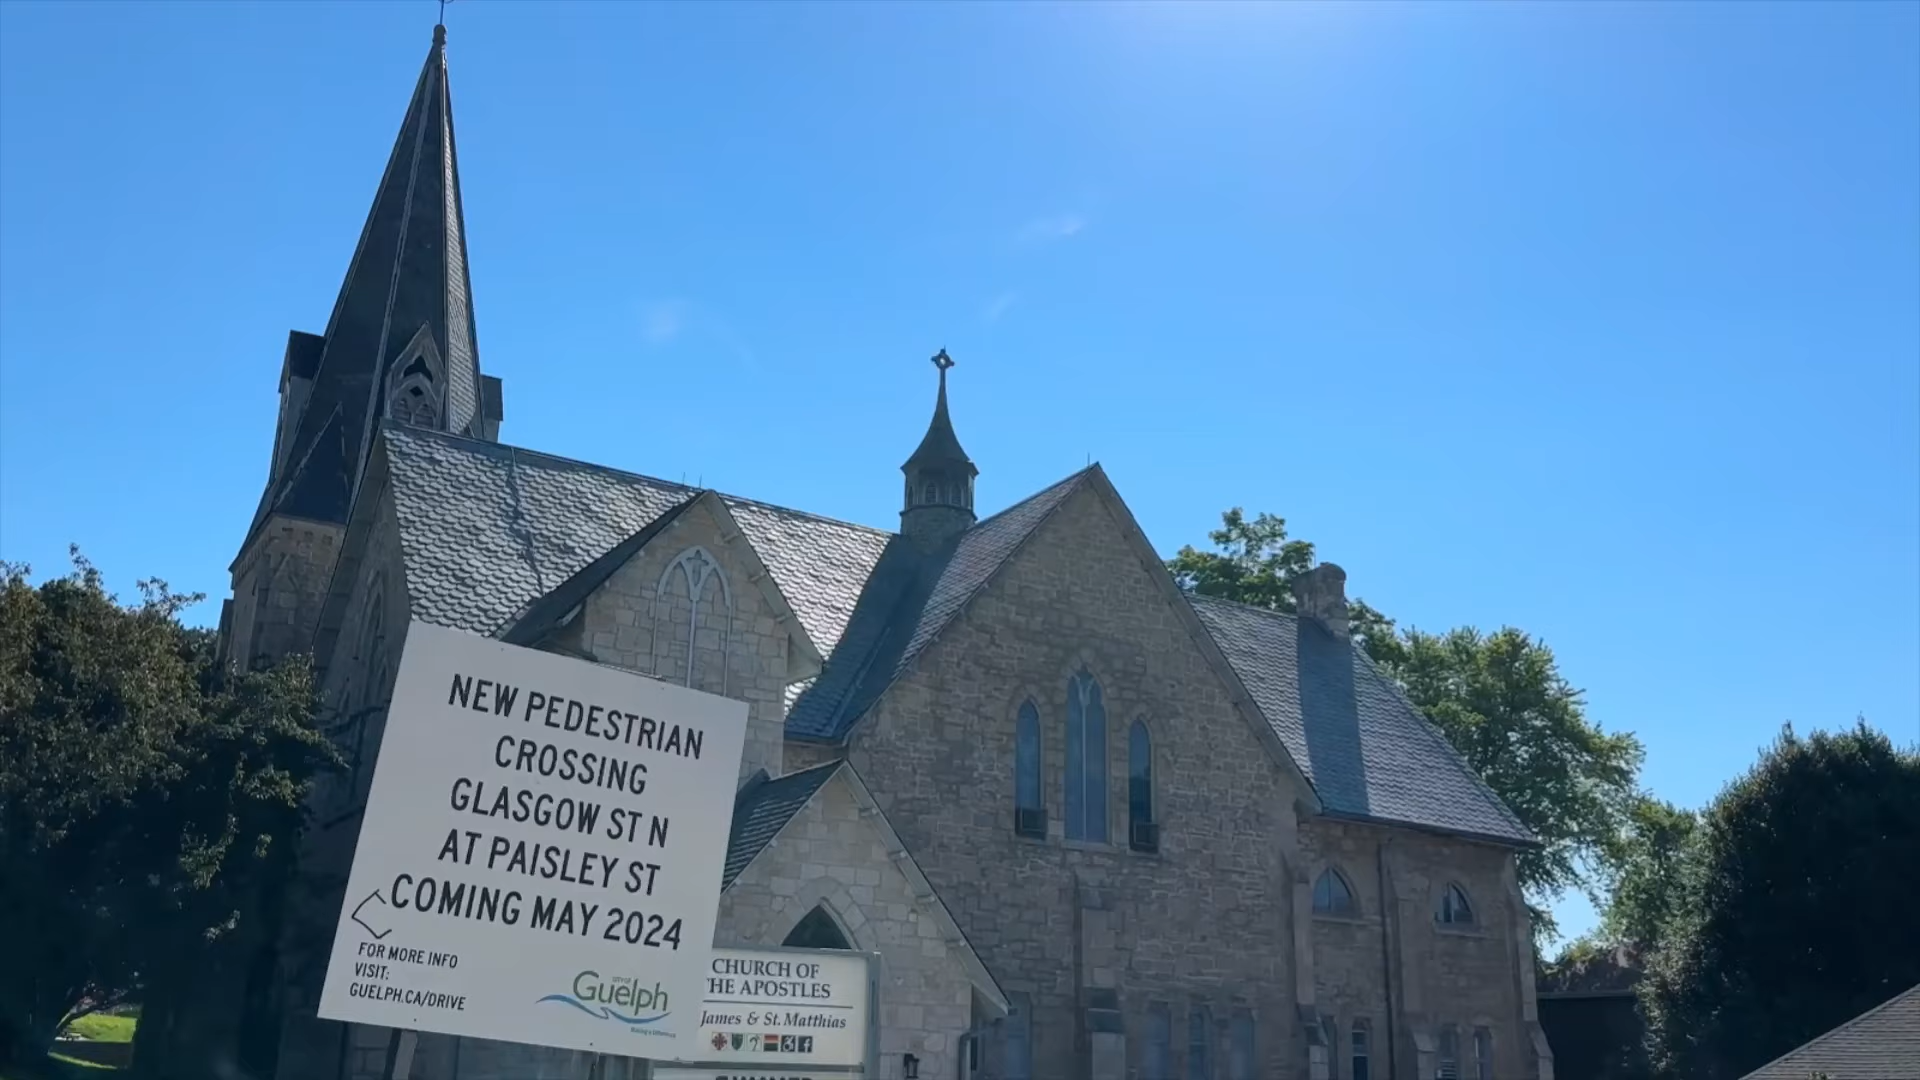 NEW PEDESTRIAN
CROSSING
GLASGOW ST N
AT PAISLEY ST
COMING MAY 2024
FOR MORE INFO
VISIT:
GUELPH.CA/DRIVE
Guelph
CHURCH OF
THE APOSTLES
James & St. Matthias